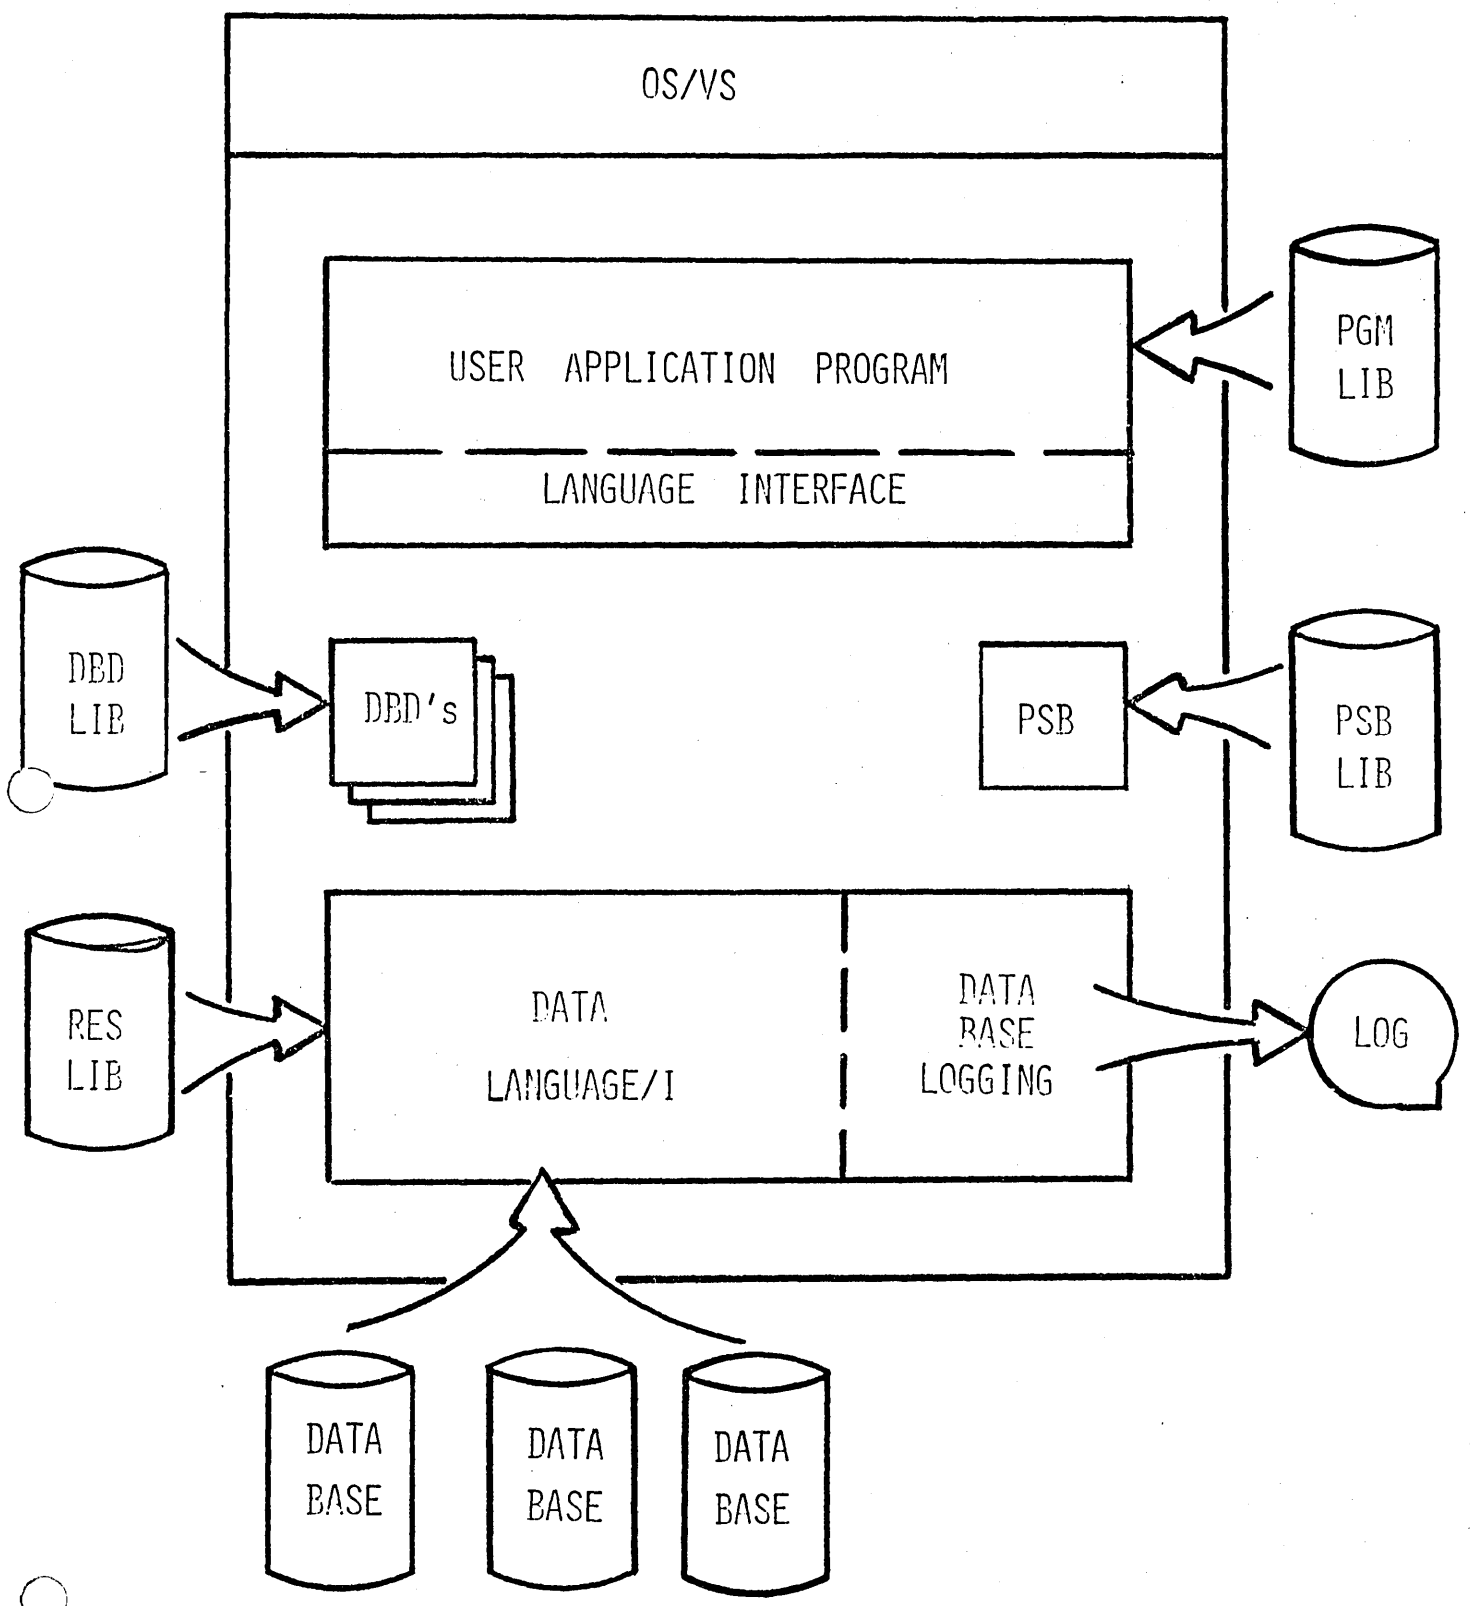 OS/VS
USER APPLICATION PROGRAM
LANGUAGE INTERFACE
PGM
LIB
DBD
LIB
DBD's
PSB
PSB
LIB
RES
LIB
DATA
LANGUAGE/I
DATA
BASE
LOGGING
LOG
DATA
BASE
DATA
BASE
DATA
BASE